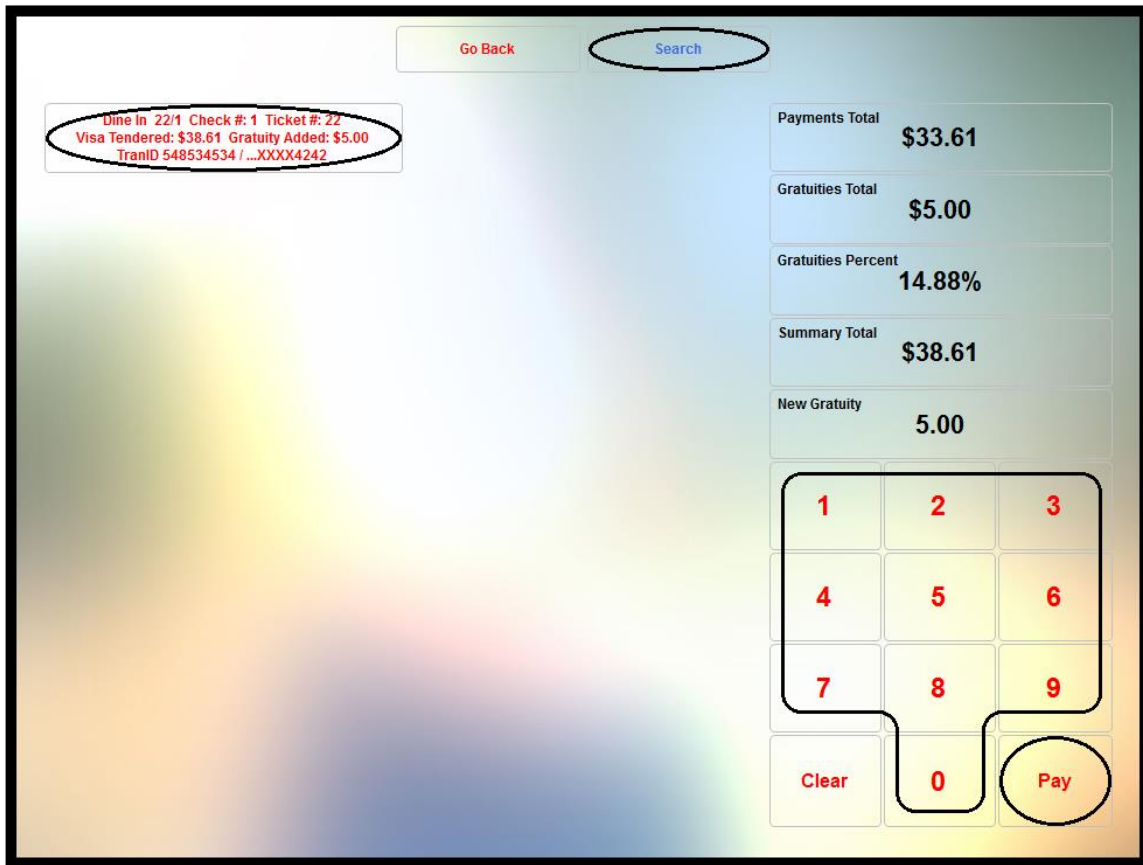 Go Back
Search
Dine In 22/1 Check #: 1 Ticket #: 22
Visa Tendered: $38.61 Gratuity Added: $5.00
TranID 548534534 / ...XXXX4242
Payments Total
$33.61
Gratuities Total
$5.00
Gratuities Percent
14.88%
Summary Total
$38.61
New Gratuity
5.00
1 2 3
4 5 6
7 8 9
Clear 0 Pay